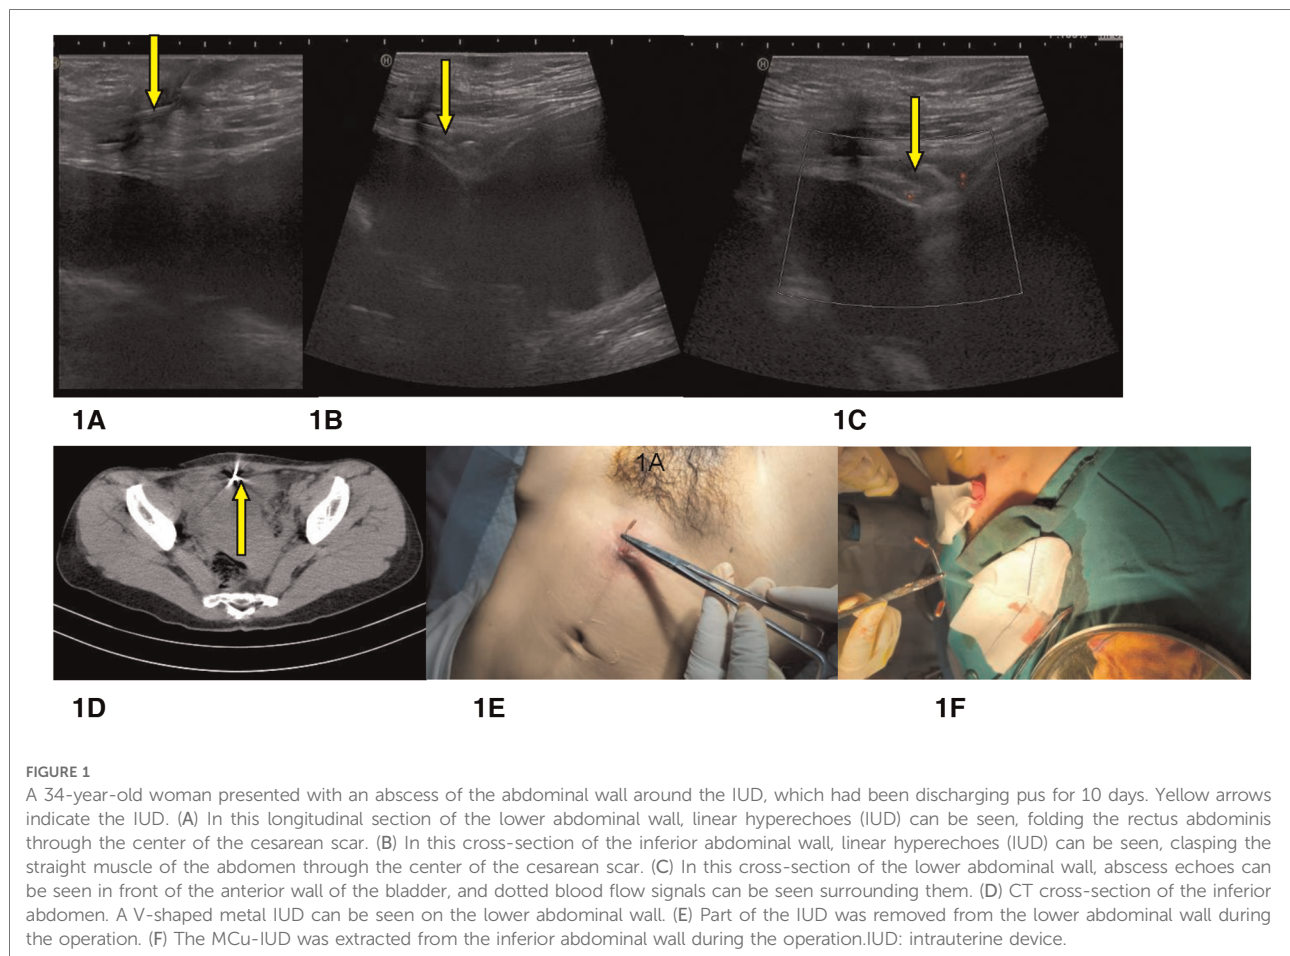 1A
1B
1C
1A
1D
1E
1F
FIGURE 1
A 34-year-old woman presented with an abscess of the abdominal wall around the IUD, which had been discharging pus for 10 days. Yellow arrows
indicate the IUD. (A) In this longitudinal section of the lower abdominal wall, linear hyperechoes (IUD) can be seen, folding the rectus abdominis
through the center of the cesarean scar. (B) In this cross-section of the inferior abdominal wall, linear hyperechoes (IUD) can be seen, clasping the
straight muscle of the abdomen through the center of the cesarean scar. (C) In this cross-section of the lower abdominal wall, abscess echoes can
be seen in front of the anterior wall of the bladder, and dotted blood flow signals can be seen surrounding them. (D) CT cross-section of the inferior
abdomen. A V-shaped metal IUD can be seen on the lower abdominal wall. (E) Part of the IUD was removed from the lower abdominal wall during
the operation. (F) The MCu-IUD was extracted from the inferior abdominal wall during the operation.IUD: intrauterine device.